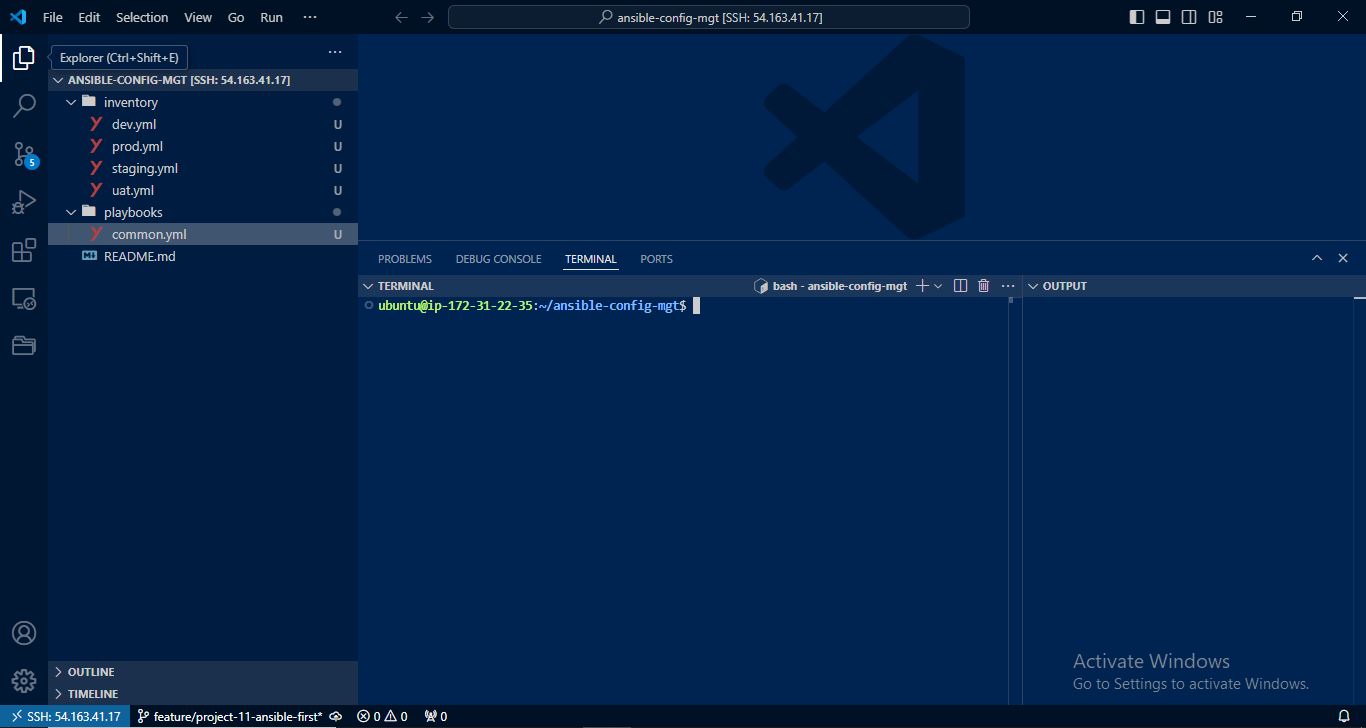 File Edit Selection View Go Run ···
ansible-config-mgt [SSH: 54.163.41.17]
Explorer (Ctrl+Shift+E)
ANSIBLE-CONFIG-MGT [SSH: 54.163.41.17]
inventory
dev.yml U
prod.yml U
staging.yml U
5
uat.yml U
playbooks
common.yml U
README.md
PROBLEMS DEBUG CONSOLE TERMINAL PORTS
TERMINAL
bash - ansible-config-mgt
OUTPUT
ubuntu@ip-172-31-22-35:~/ansible-config-mgt$
OUTLINE
TIMELINE
Activate Windows
Go to Settings to activate Windows.
SSH: 54.163.41.17 feature/project-11-ansible-first* 0 0 0